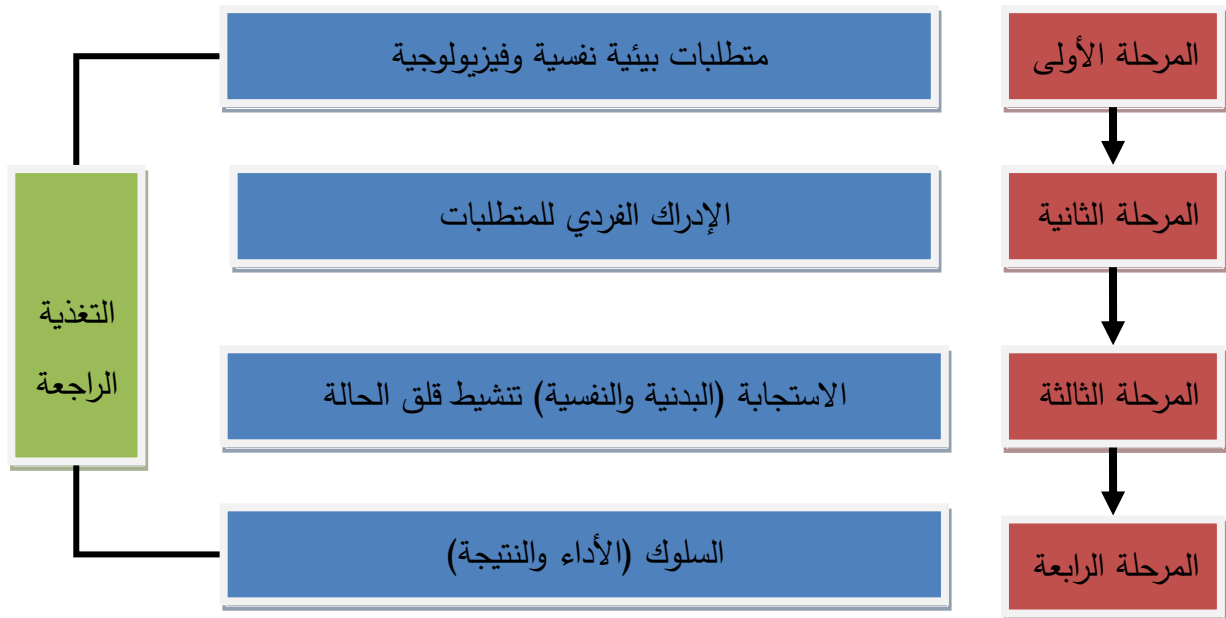 المرحلة الأولى
متطلبات بيئية نفسية وفيزيولوجية
المرحلة الثانية
الإدراك الفردي للمتطلبات
المرحلة الثالثة
الاستجابة (البدنية والنفسية) تنشيط قلق الحالة
المرحلة الرابعة
السلوك (الأداء والنتيجة)
التغذية
الراجعة